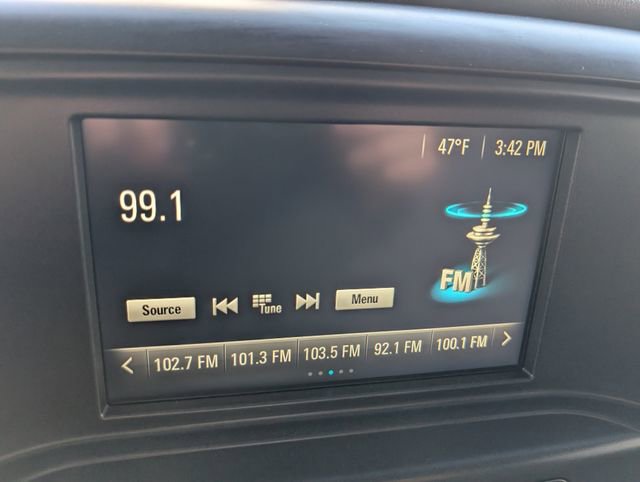 47°F 3:42 PM
99.1
FM
Source Tune Menu
102.7 FM 101.3 FM 103.5 FM 92.1 FM 100.1 FM